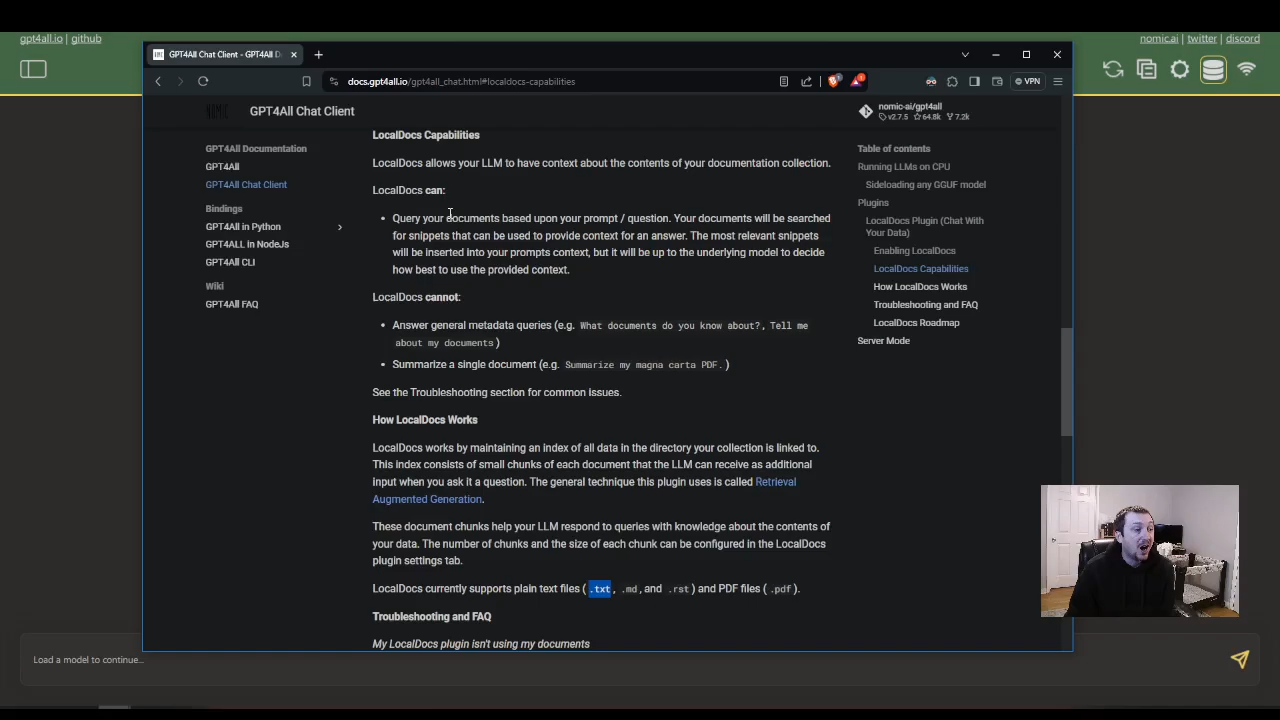 gpt4all.io | github
nomic.ai | twitter | discord
GPT4All Chat Client - GPT4All D
docs.gpt4all.io/gpt4all_chat.html#localdocs-capabilities
VPN
NOMIC
GPT4All Chat Client
nomic-ai/gpt4all
v2.7.5 64.8k 7.2k
GPT4All Documentation
GPT4All
GPT4All Chat Client
Bindings
GPT4All in Python
GPT4ALL in NodeJs
GPT4All CLI
Wiki
GPT4All FAQ
LocalDocs Capabilities
LocalDocs allows your LLM to have context about the contents of your documentation collection.
LocalDocs can:
Query your documents based upon your prompt / question. Your documents will be searched
for snippets that can be used to provide context for an answer. The most relevant snippets
will be inserted into your prompts context, but it will be up to the underlying model to decide
how best to use the provided context.
LocalDocs cannot:
Answer general metadata queries (e.g. What documents do you know about?, Tell me
about my documents)
Summarize a single document (e.g. Summarize my magna carta PDF.)
See the Troubleshooting section for common issues.
How LocalDocs Works
LocalDocs works by maintaining an index of all data in the directory your collection is linked to.
This index consists of small chunks of each document that the LLM can receive as additional
input when you ask it a question. The general technique this plugin uses is called Retrieval
Augmented Generation.
These document chunks help your LLM respond to queries with knowledge about the contents of
your data. The number of chunks and the size of each chunk can be configured in the LocalDocs
plugin settings tab.
LocalDocs currently supports plain text files (.txt, .md, and .rst) and PDF files (.pdf).
Troubleshooting and FAQ
My LocalDocs plugin isn't using my documents
Table of contents
Running LLMs on CPU
Sideloading any GGUF model
Plugins
LocalDocs Plugin (Chat With
Your Data)
Enabling LocalDocs
LocalDocs Capabilities
How LocalDocs Works
Troubleshooting and FAQ
LocalDocs Roadmap
Server Mode
Load a model to continue...